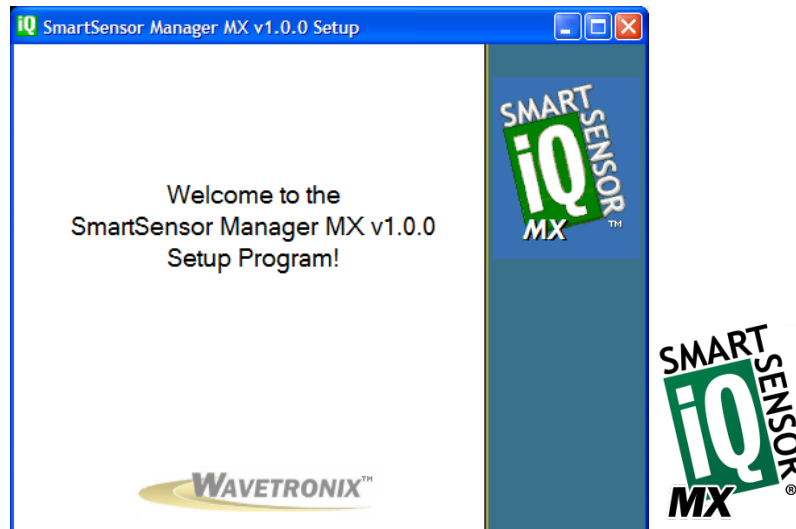 iQ SmartSensor Manager MX v1.0.0 Setup
Welcome to the
SmartSensor Manager MX v1.0.0
Setup Program!
WAVETRONIX™
SMART
SENSOR
iQ
MX
™
SMART
SENSOR
iQ
MX
®